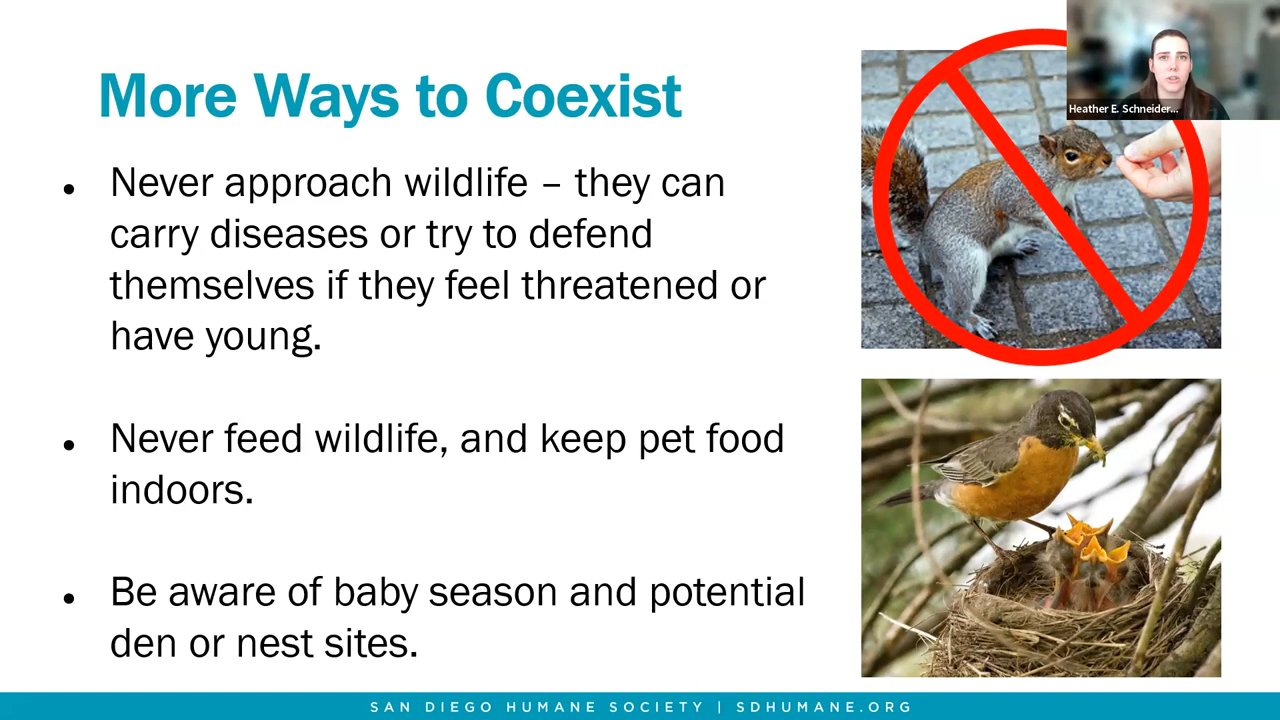 More Ways to Coexist
Heather E. Schneider...
• Never approach wildlife – they can
carry diseases or try to defend
themselves if they feel threatened or
have young.
• Never feed wildlife, and keep pet food
indoors.
• Be aware of baby season and potential
den or nest sites.
SAN DIEGO HUMANE SOCIETY | SDHUMANE.ORG